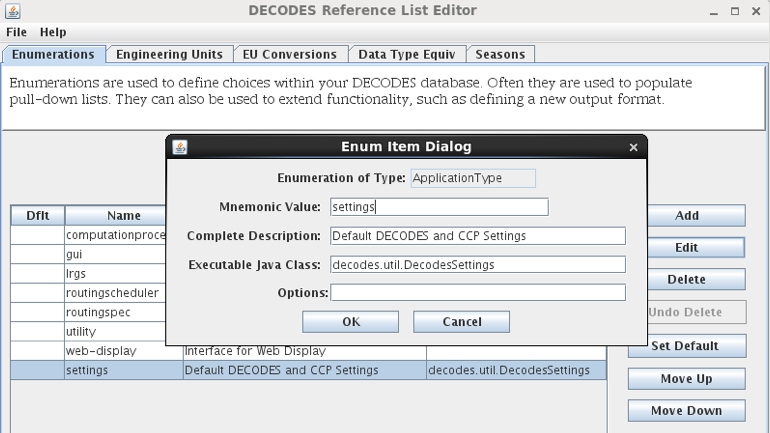 DECODES Reference List Editor
File Help
Enumerations Engineering Units EU Conversions Data Type Equiv Seasons
Enumerations are used to define choices within your DECODES database. Often they are used to populate
pull-down lists. They can also be used to extend functionality, such as defining a new output format.
Enum Item Dialog
Enumeration of Type: ApplicationType
Mnemonic Value: settings
Complete Description: Default DECODES and CCP Settings
Executable Java Class: decodes.util.DecodesSettings
Options:
OK Cancel
Dflt Name
computationproce
gui
lrgs
routingscheduler
routingspec
utility
web-display Interface for Web Display
settings Default DECODES and CCP Settings decodes.util.DecodesSettings
Add
Edit
Delete
Undo Delete
Set Default
Move Up
Move Down